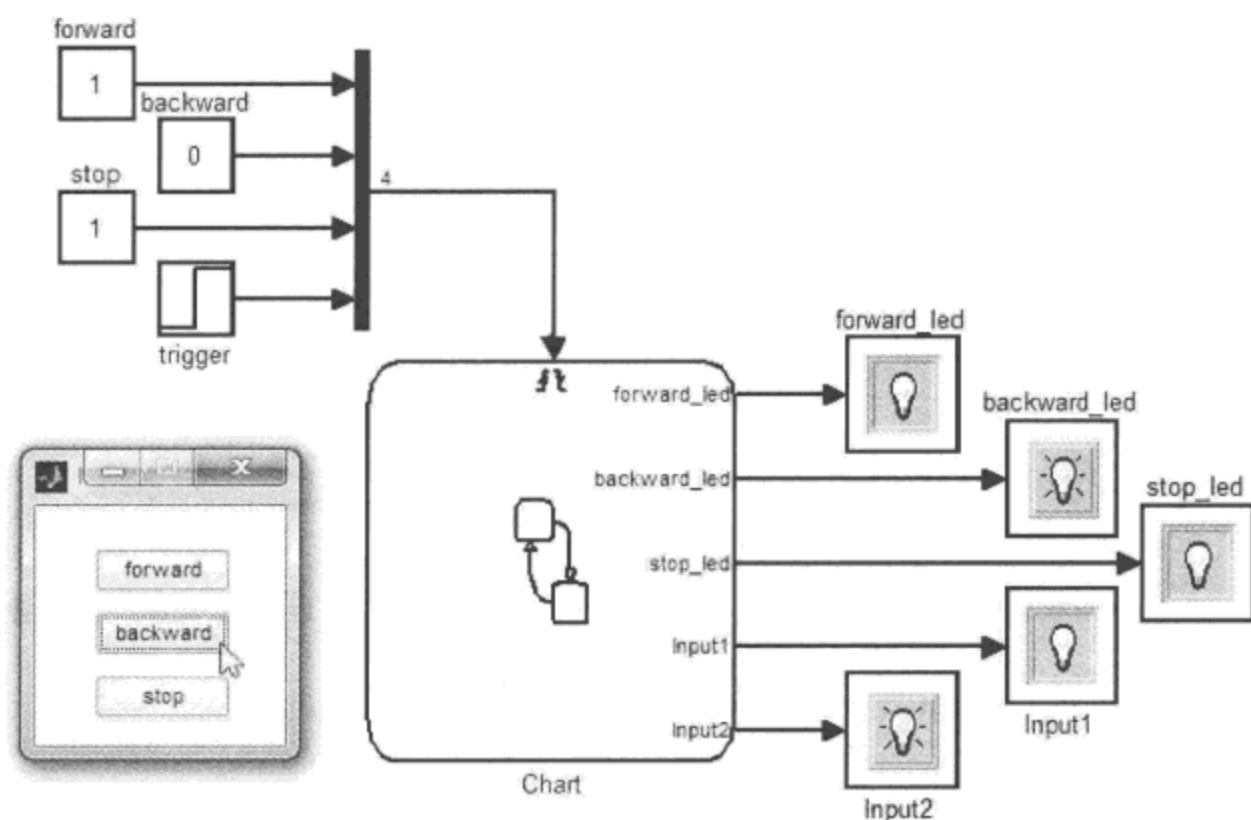 forward
1
backward
0
stop
1
4
trigger
forward_led
forward_led
backward_led
backward_led
stop_led
stop_led
Input1
Input1
Input2
Input2
Chart
forward
backward
stop